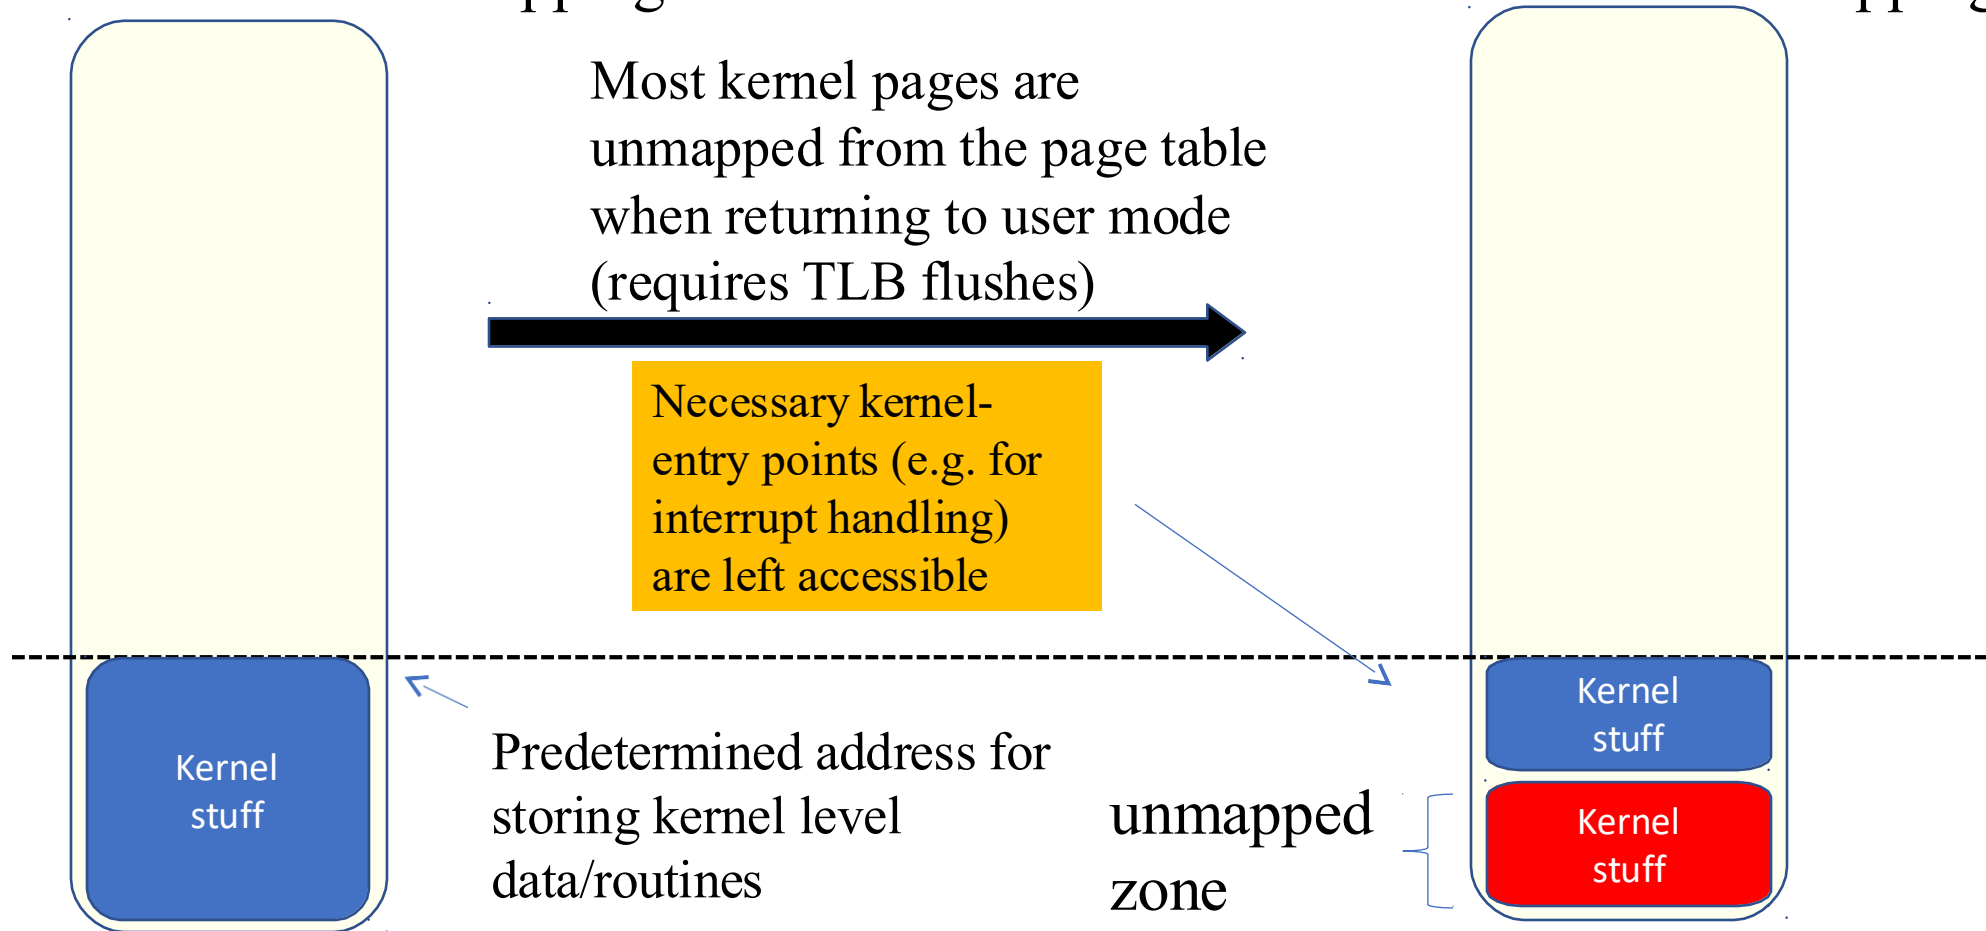 Most kernel pages are
unmapped from the page table
when returning to user mode
(requires TLB flushes)
Necessary kernel-
entry points (e.g. for
interrupt handling)
are left accessible
Kernel
stuff
Predetermined address for
storing kernel level
data/routines
unmapped
zone
Kernel
stuff
Kernel
stuff